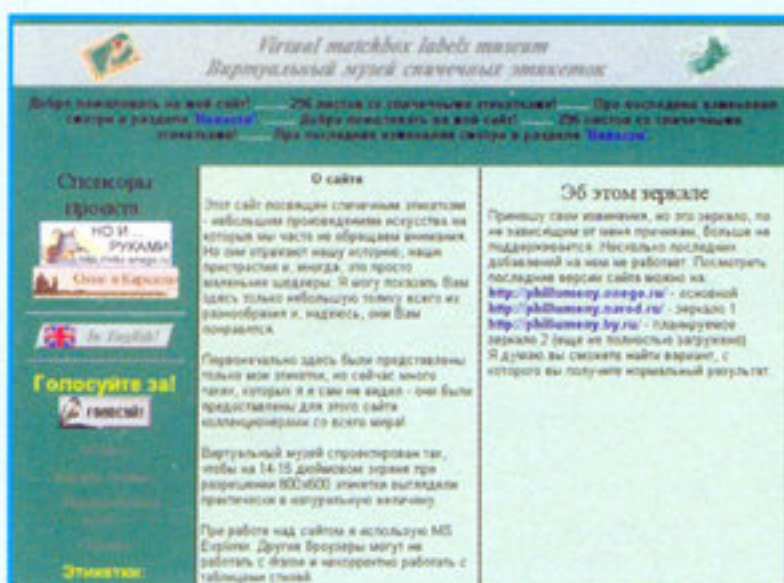 Virtual matchbox labels museum
Виртуальный музей спичечных этикеток
Добро пожаловать на мой сайт! ....... 296 листов со спичечными этикетками! ....... Про последние изменения
смотри в разделе "Новости". ....... Добро пожаловать на мой сайт! ....... 296 листов со спичечными
этикетками! ....... Про последние изменения смотри в разделе "Новости".
Спонсоры
проекта
НО И ...
РУКАМИ
Окно в Карелию
In English!
Голосуйте за!
Этикетки:
О сайте
Этот сайт посвящен спичечным этикеткам
- небольшим произведениям искусства на
которые мы часто не обращаем внимания.
Но они отражают нашу историю, наши
пристрастия и, иногда, это просто
маленькие шедевры. Я могу показать Вам
здесь только небольшую толику всего их
разнообразия и, надеюсь, они Вам
понравятся.
Первоначально здесь были представлены
только мои этикетки, но сейчас много
таких, которых я и сам не видел - они были
предоставлены для этого сайта
коллекционерами со всего мира!
Виртуальный музей спроектирован так,
чтобы на 14-15 дюймовом экране при
разрешении 800x600 этикетки выглядели
практически в натуральную величину.
При работе над сайтом я использую MS
Explorer. Другие броузеры могут не
работать с iframe и некорректно работать с
таблицами стилей.
Об этом зеркале
Приношу свои извинения, но это зеркало, по
не зависящим от меня причинам, больше не
поддерживается. Несколько последних
добавлений на нем не работает. Посмотреть
последние версии сайта можно на:
http://phillumeny.onego.ru/ - основной
http://phillumeny.narod.ru/ - зеркало 1
http://phillumeny.by.ru/ - планируемое
зеркало 2 (еще не полностью загружено)
Я думаю вы сможете найти вариант, с
которого вы получите нормальный результат.